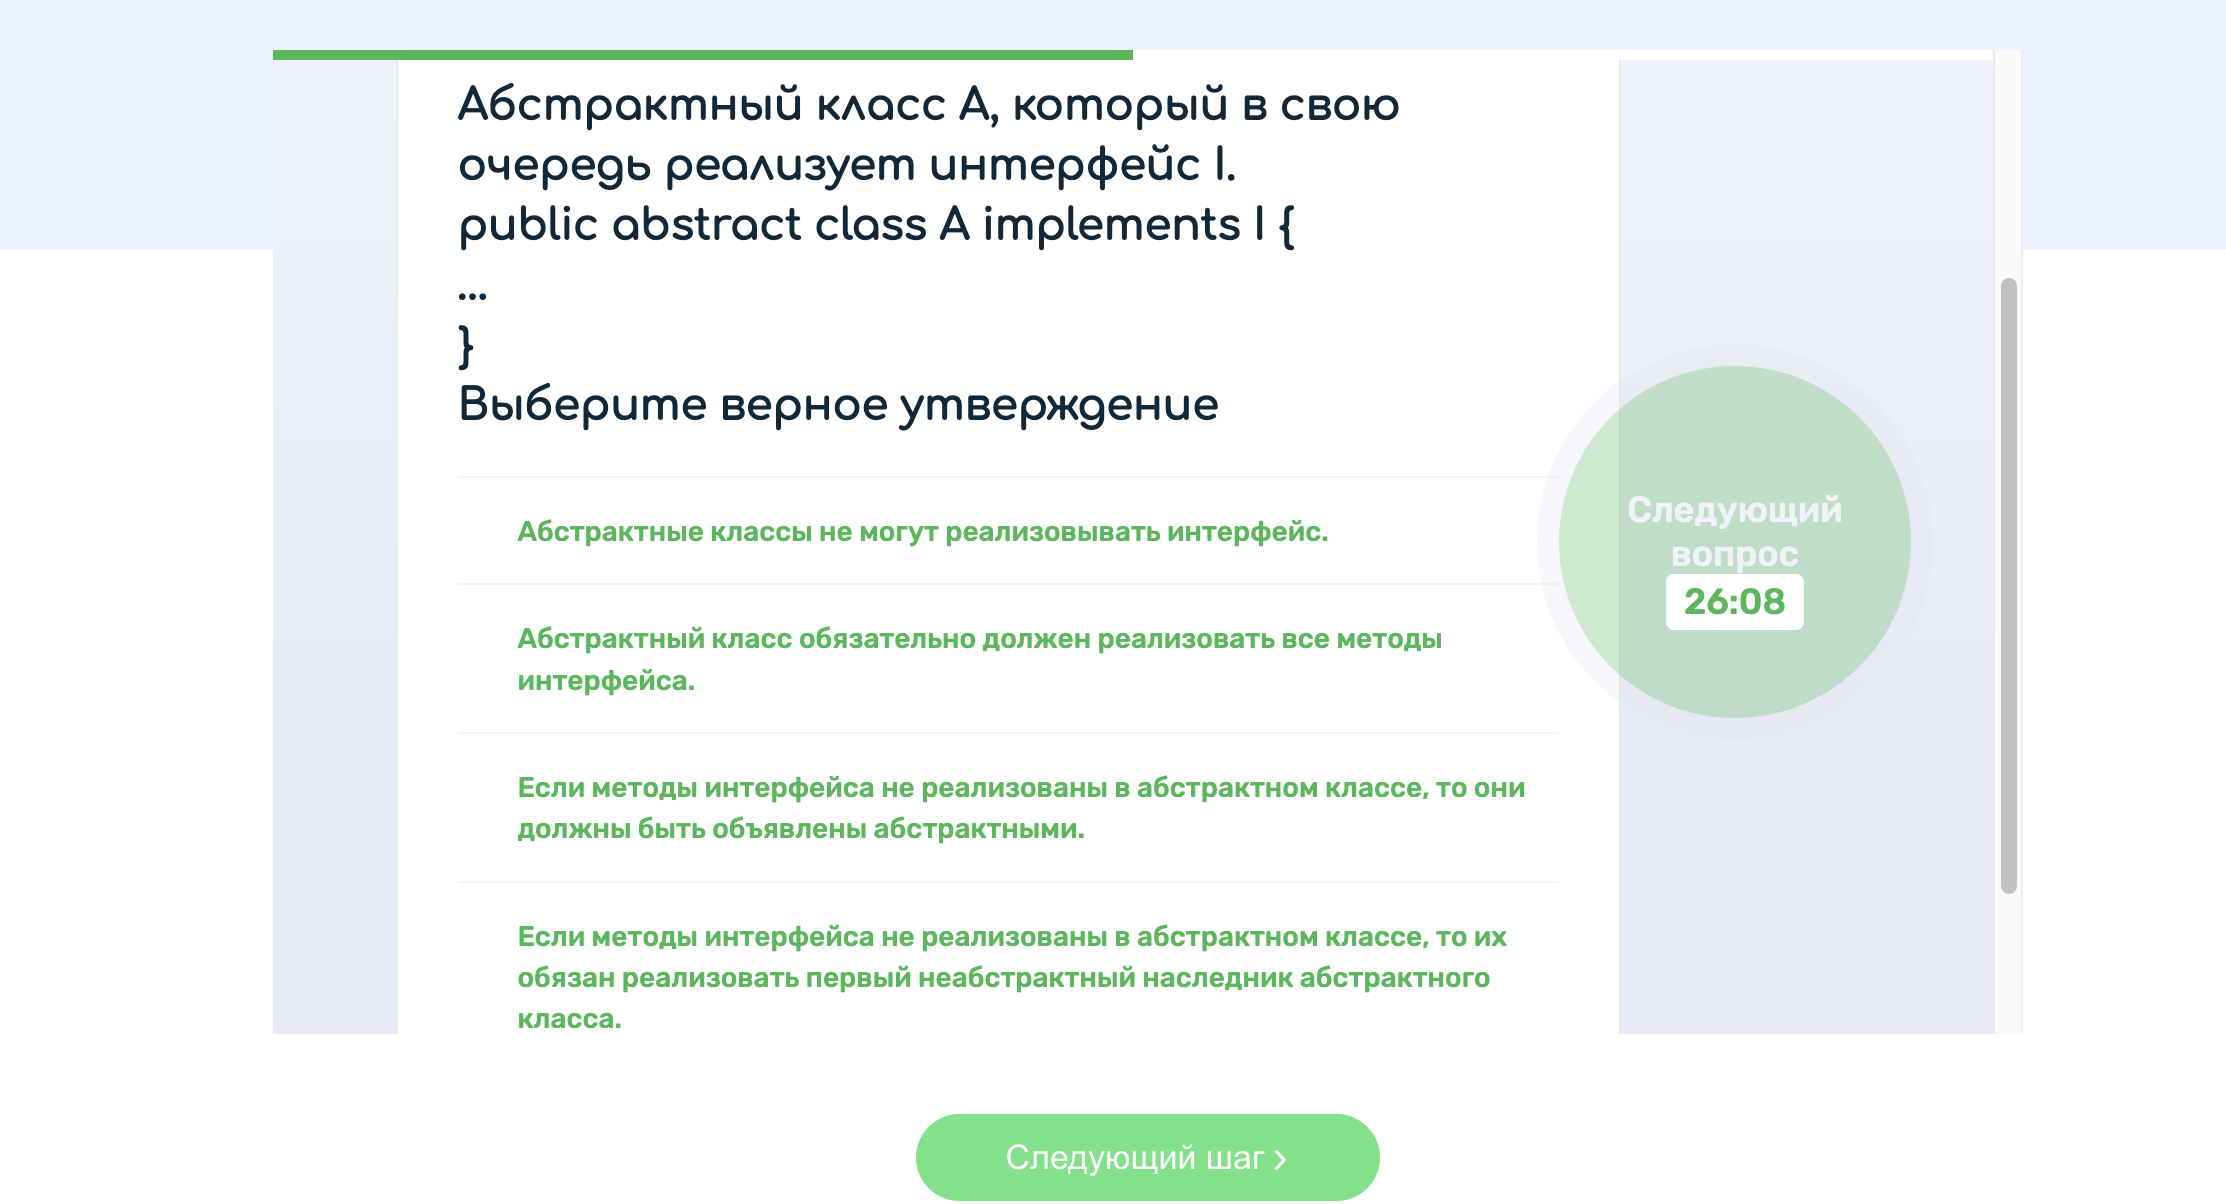 Абстрактный класс А, который в свою
очередь реализует интерфейс I.
public abstract class A implements I {
...
}
Выберите верное утверждение
Абстрактные классы не могут реализовывать интерфейс.
Абстрактный класс обязательно должен реализовать все методы
интерфейса.
Если методы интерфейса не реализованы в абстрактном классе, то они
должны быть объявлены абстрактными.
Если методы интерфейса не реализованы в абстрактном классе, то их
обязан реализовать первый неабстрактный наследник абстрактного
класса.
Следующий
вопрос
26:08
Следующий шаг >